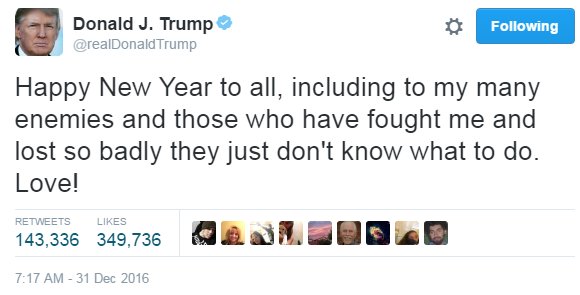 Donald J. Trump
@realDonaldTrump
Following
Happy New Year to all, including to my many
enemies and those who have fought me and
lost so badly they just don't know what to do.
Love!
RETWEETS LIKES
143,336 349,736
7:17 AM - 31 Dec 2016